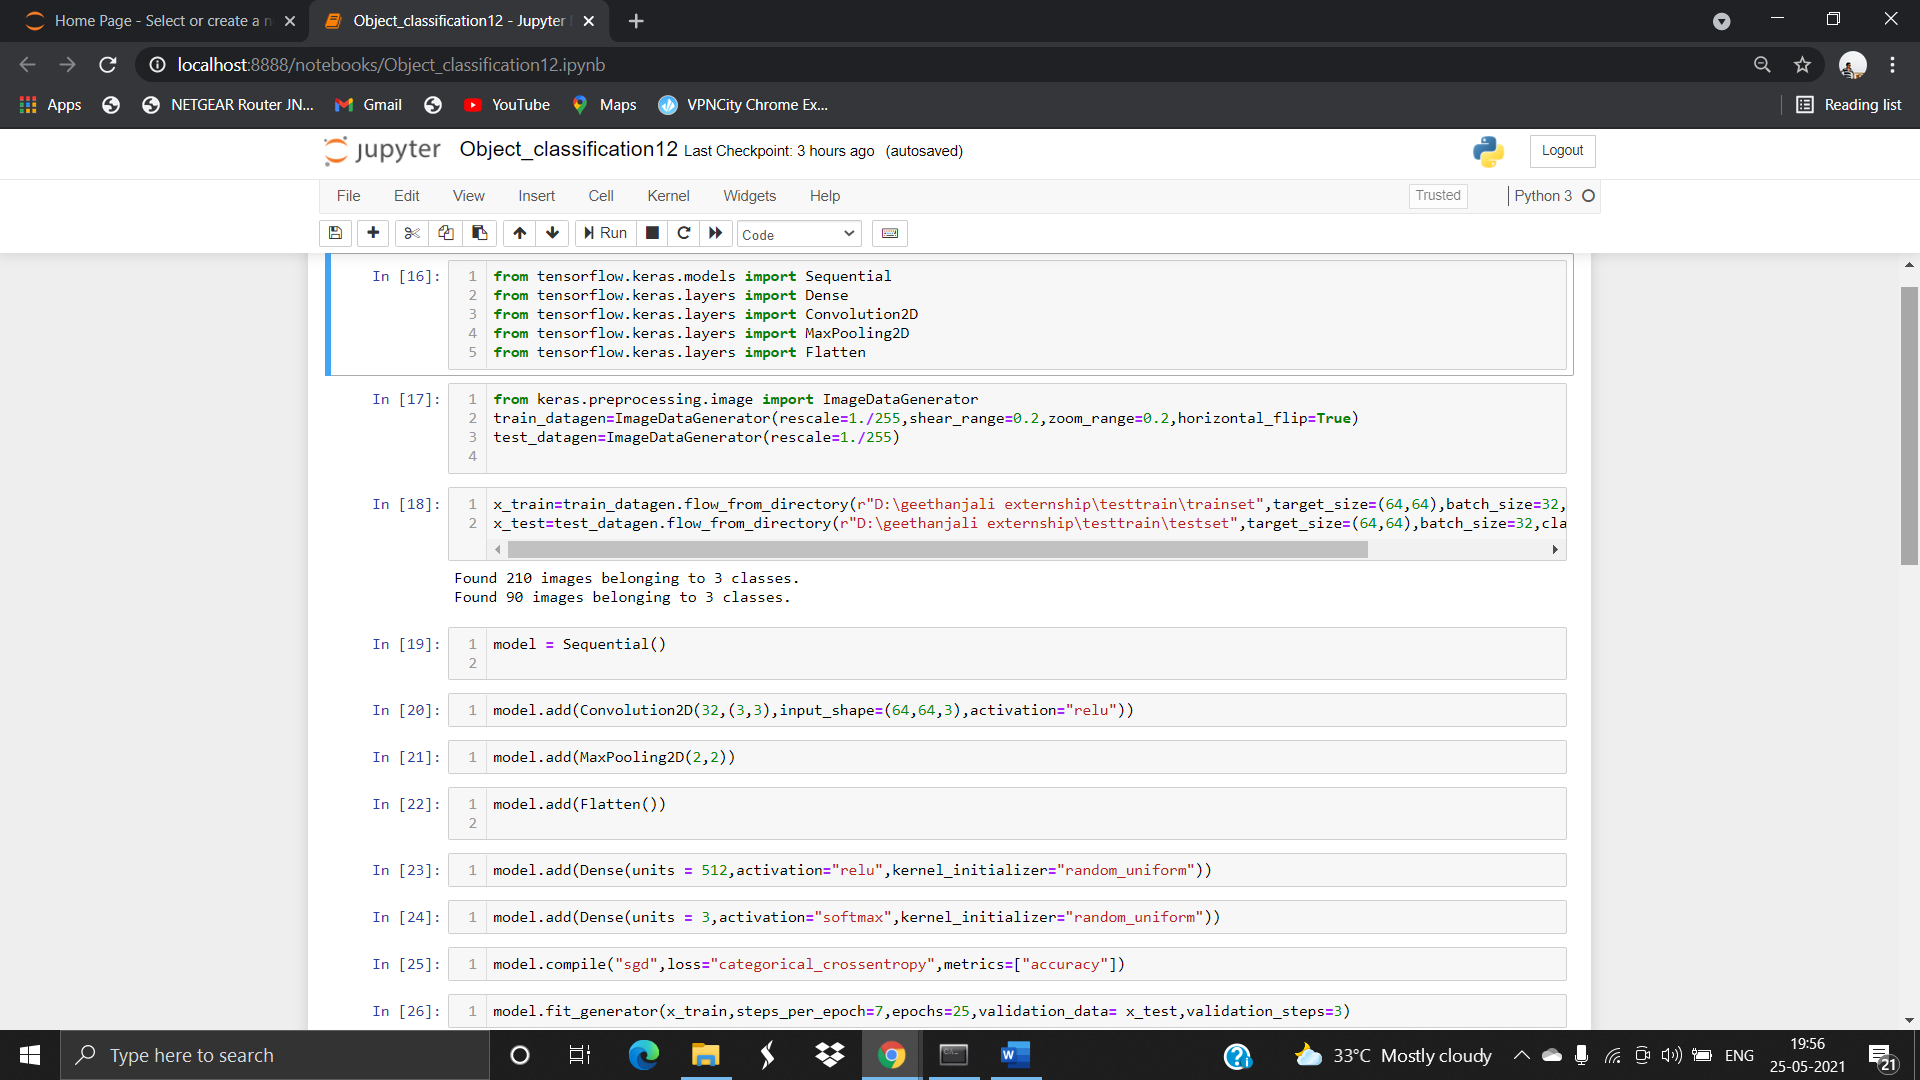 Home Page - Select or create a n
Object_classification12 - Jupyter
localhost:8888/notebooks/Object_classification12.ipynb
Apps
NETGEAR Router JN...
Gmail
YouTube
Maps
VPNCity Chrome Ex...
Reading list
jupyter Object_classification12 Last Checkpoint: 3 hours ago (autosaved)
Logout
File Edit View Insert Cell Kernel Widgets Help
Trusted
Python 3
Run
Code
In [16]:
1 from tensorflow.keras.models import Sequential
2 from tensorflow.keras.layers import Dense
3 from tensorflow.keras.layers import Convolution2D
4 from tensorflow.keras.layers import MaxPooling2D
5 from tensorflow.keras.layers import Flatten
In [17]:
1 from keras.preprocessing.image import ImageDataGenerator
2 train_datagen=ImageDataGenerator(rescale=1./255,shear_range=0.2,zoom_range=0.2,horizontal_flip=True)
3 test_datagen=ImageDataGenerator(rescale=1./255)
4
In [18]:
1 x_train=train_datagen.flow_from_directory(r"D:\geethanjali externship\testtrain\trainset",target_size=(64,64),batch_size=32,
2 x_test=test_datagen.flow_from_directory(r"D:\geethanjali externship\testtrain\testset",target_size=(64,64),batch_size=32,cla
Found 210 images belonging to 3 classes.
Found 90 images belonging to 3 classes.
In [19]:
1 model = Sequential()
2
In [20]:
1 model.add(Convolution2D(32,(3,3),input_shape=(64,64,3),activation="relu"))
In [21]:
1 model.add(MaxPooling2D(2,2))
In [22]:
1 model.add(Flatten())
2
In [23]:
1 model.add(Dense(units = 512,activation="relu",kernel_initializer="random_uniform"))
In [24]:
1 model.add(Dense(units = 3,activation="softmax",kernel_initializer="random_uniform"))
In [25]:
1 model.compile("sgd",loss="categorical_crossentropy",metrics=["accuracy"])
In [26]:
1 model.fit_generator(x_train,steps_per_epoch=7,epochs=25,validation_data= x_test,validation_steps=3)
Type here to search
33°C Mostly cloudy
ENG
19:56
25-05-2021
21